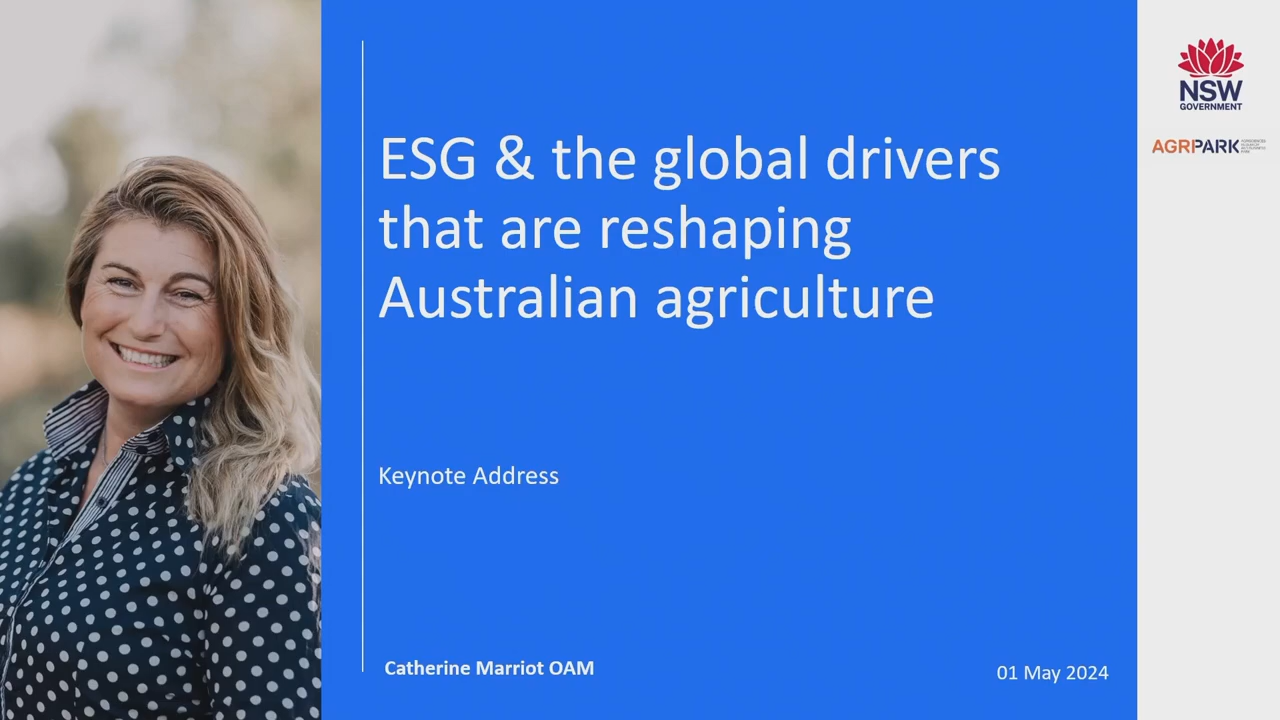 ESG & the global drivers
that are reshaping
Australian agriculture
Keynote Address
Catherine Marriot OAM
01 May 2024
NSW
GOVERNMENT
AGRIPARK